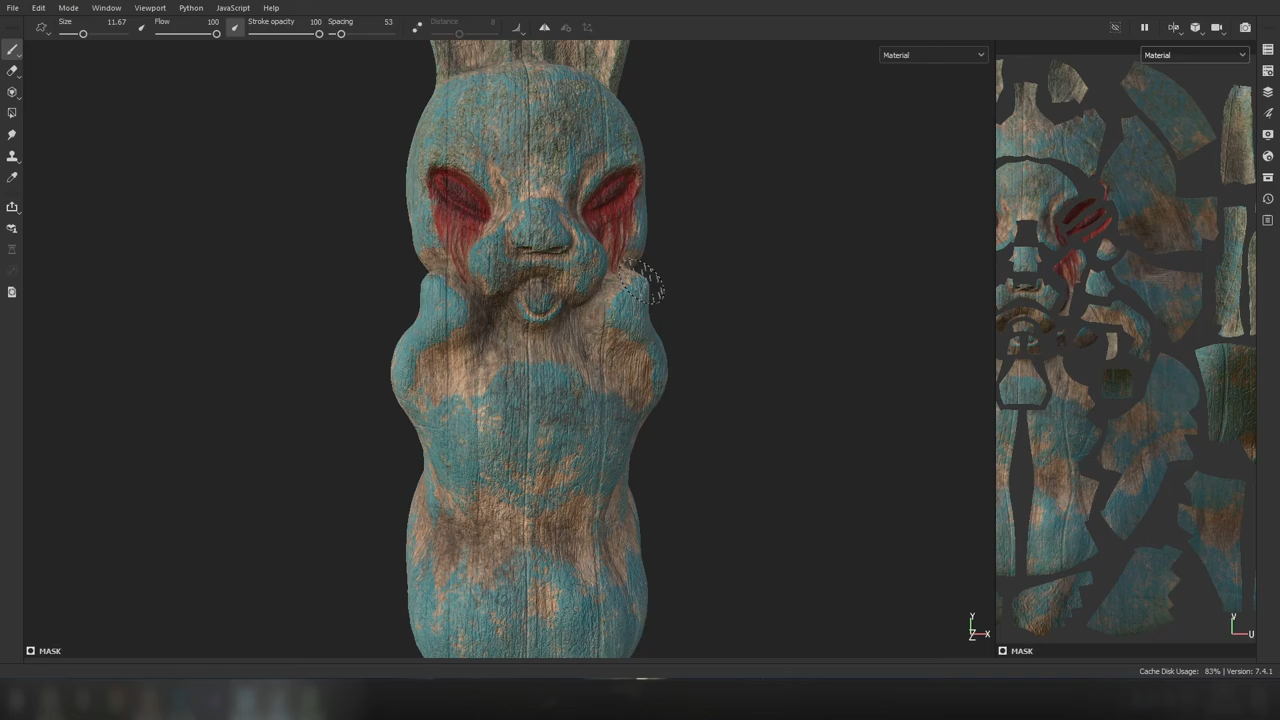 File Edit Mode Window Viewport Python JavaScript Help
Size 11.67 Flow 100 Stroke opacity 100 Spacing 53 Distance 8
Material
Material
Y
Z X
V
U
MASK
MASK
Cache Disk Usage: 83% | Version: 7.4.1